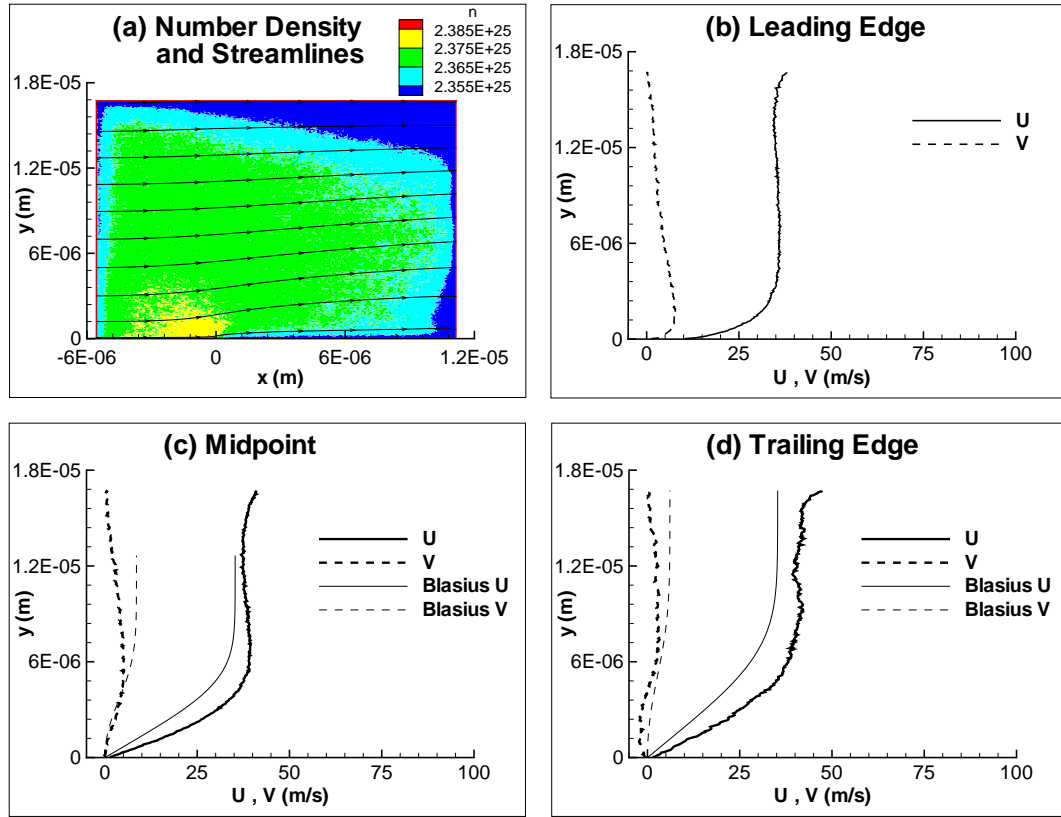 (a) Number Density
and Streamlines
n
2.385E+25
2.375E+25
2.365E+25
2.355E+25
1.8E-05
1.2E-05
6E-06
0
y (m)
-6E-06 0 6E-06 1.2E-05
x (m)
(b) Leading Edge
1.8E-05
1.2E-05
6E-06
0
y (m)
U
V
0 25 50 75 100
U , V (m/s)
(c) Midpoint
1.8E-05
1.2E-05
6E-06
0
y (m)
U
V
Blasius U
Blasius V
0 25 50 75 100
U , V (m/s)
(d) Trailing Edge
1.8E-05
1.2E-05
6E-06
0
y (m)
U
V
Blasius U
Blasius V
0 25 50 75 100
U , V (m/s)